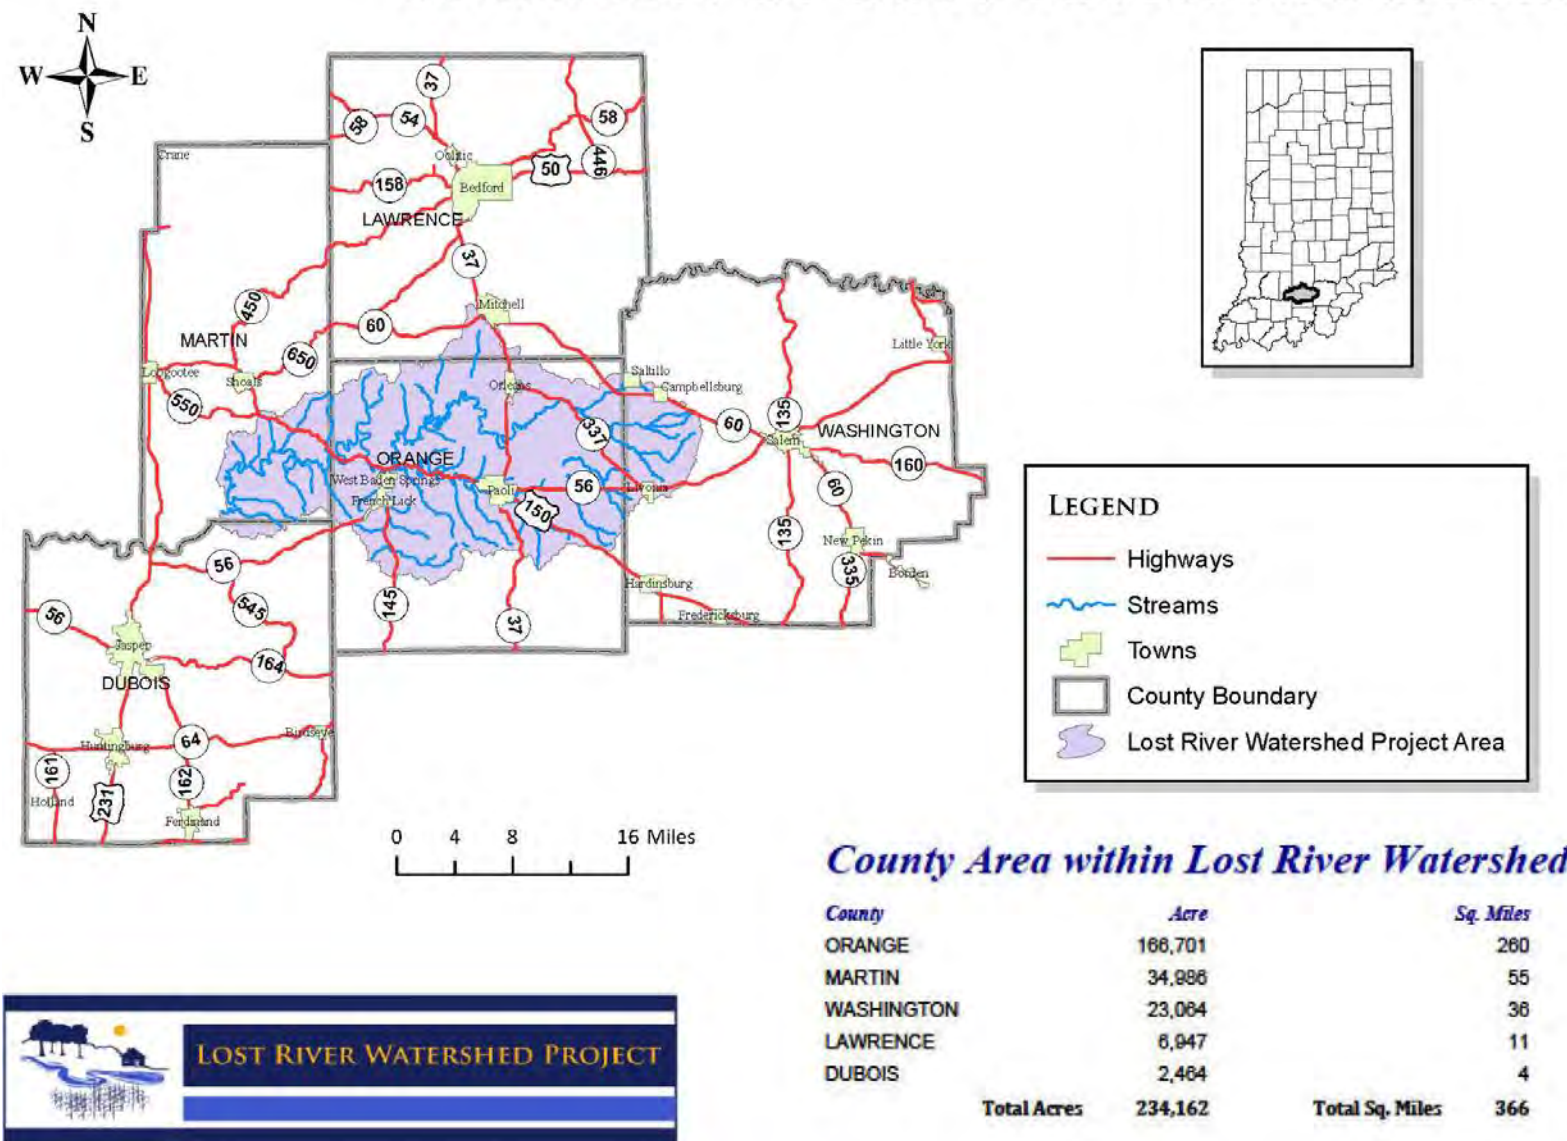 N
W E
S
37
58
54
58
446
50
Oolitic
158
Bedford
LAWRENCE
Crane
37
450
Mitchell
60
MARTIN
650
Little York
Loogootee
Shoals
Saltillo
Orleans
Campbellsburg
550
135
60
337
WASHINGTON
Salem
ORANGE
160
West Baden Springs
French Lick
Paoli
56
Livonia
60
150
135
New Pekin
335
Borden
56
Hardinsburg
Fredericksburg
145
37
56
545
Jasper
164
DUBOIS
Birdseye
64
Huntingburg
161
162
231
Holland
Ferdinand
0 4 8 16 Miles
LEGEND
Highways
Streams
Towns
County Boundary
Lost River Watershed Project Area
County Area within Lost River Watershed
County Acre Sq. Miles
ORANGE 166,701 260
MARTIN 34,986 55
WASHINGTON 23,064 36
LAWRENCE 6,947 11
DUBOIS 2,464 4
Total Acres 234,162 Total Sq. Miles 366
LOST RIVER WATERSHED PROJECT